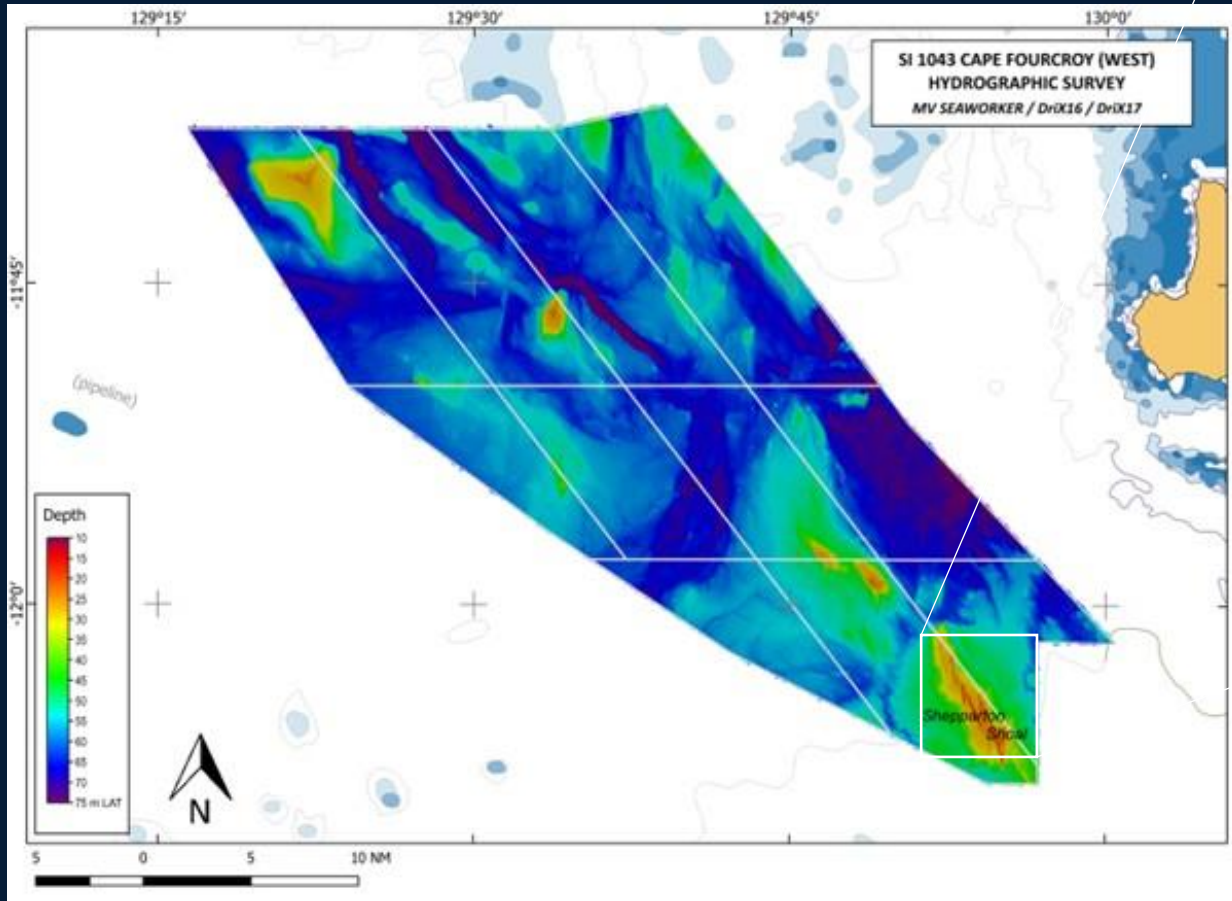 129°15'
129°30'
129°45'
130°0'
SI 1043 CAPE FOURCROY (WEST)
HYDROGRAPHIC SURVEY
MV SEAWORKER / DriX16 / DriX17
-11°45'
(pipeline)
Depth
10
15
20
25
30
35
40
45
50
55
60
65
70
75 m LAT
-12°0'
Shepparton
Shoal
N
5
0
5
10 NM